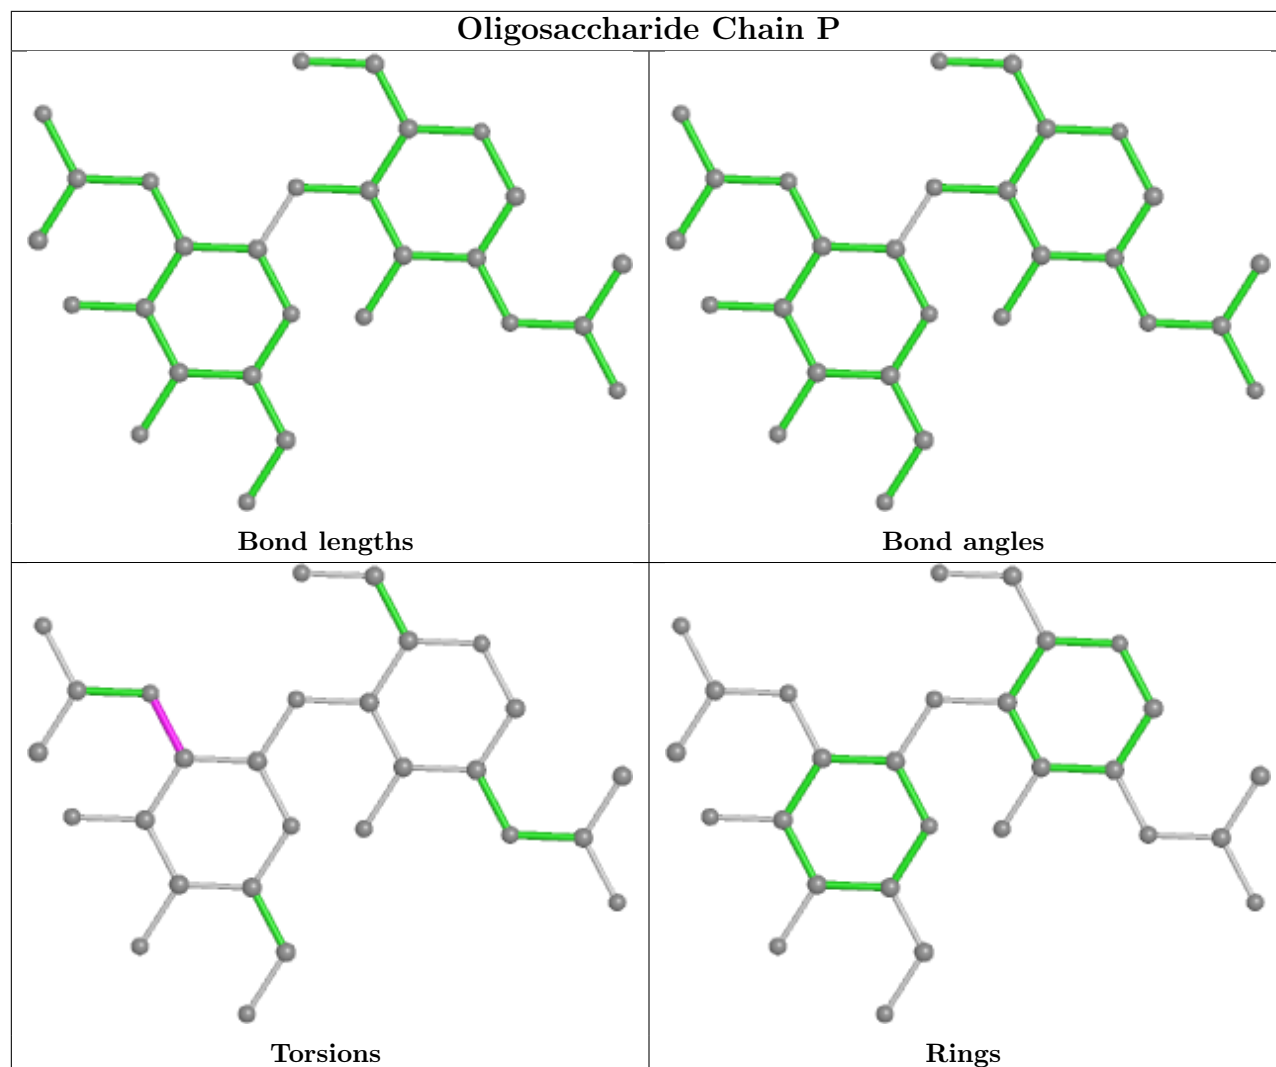 Oligosaccharide Chain P
Bond lengths
Bond angles
Torsions
Rings